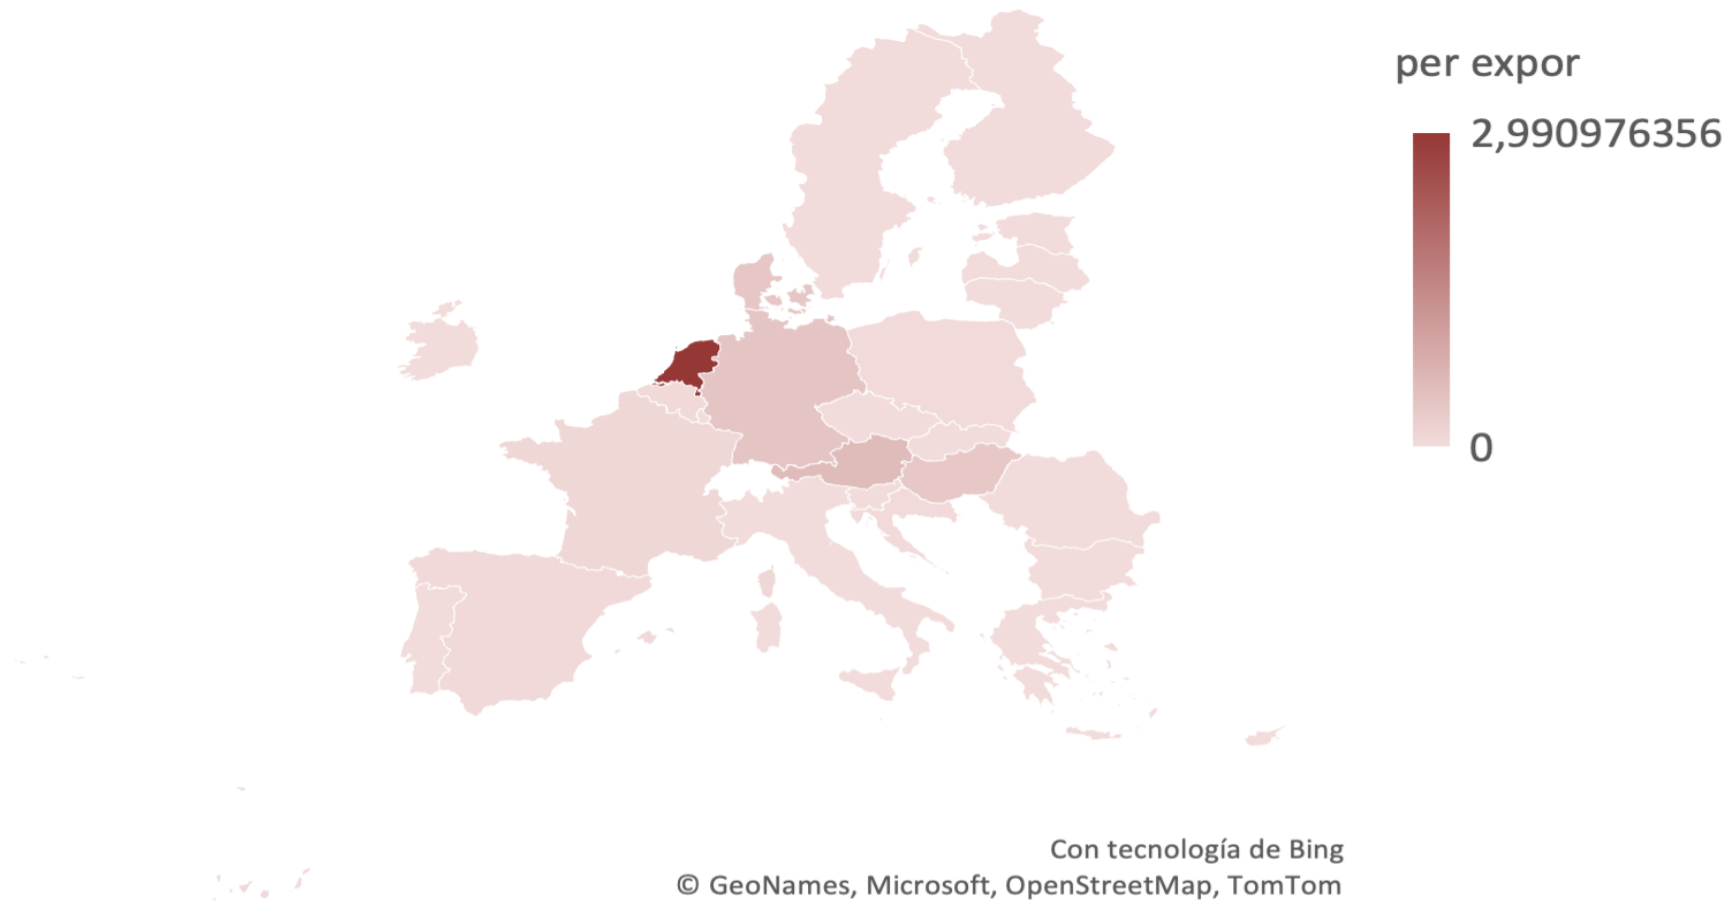 per expor
2,990976356
0
Con tecnología de Bing
© GeoNames, Microsoft, OpenStreetMap, TomTom